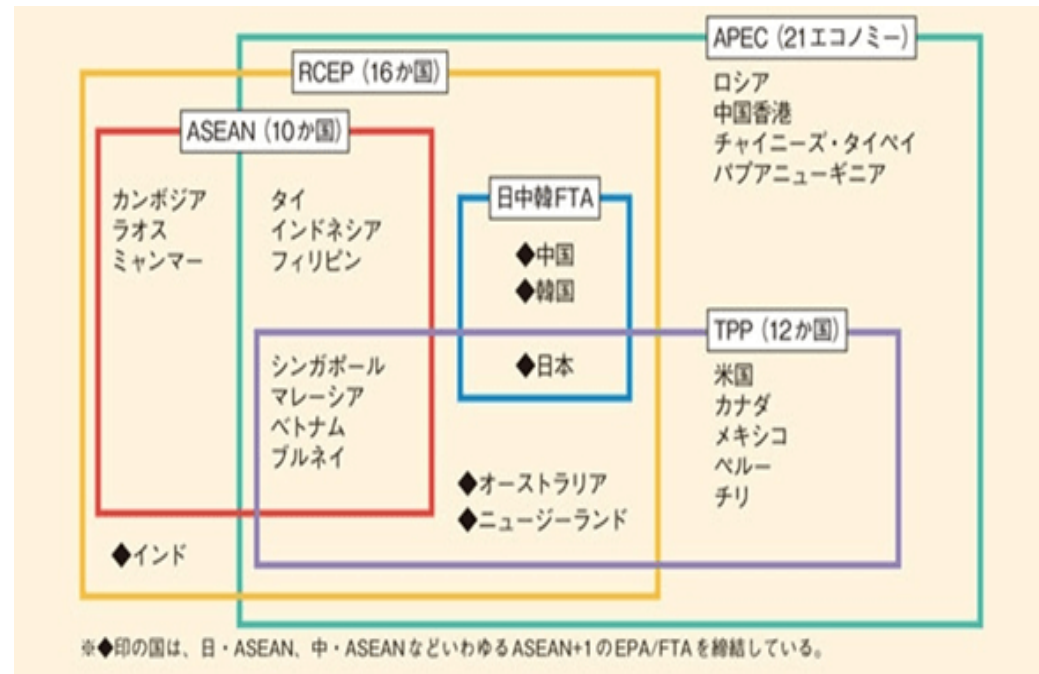 APEC（21エコノミー）
RCEP（16か国）
ロシア
中国香港
チャイニーズ・タイペイ
パプアニューギニア
ASEAN（10か国）
カンボジア
ラオス
ミャンマー
タイ
インドネシア
フィリピン
日中韓FTA
◆中国
◆韓国
◆日本
TPP（12か国）
米国
カナダ
メキシコ
ペルー
チリ
シンガポール
マレーシア
ベトナム
ブルネイ
◆オーストラリア
◆ニュージーランド
◆インド
※◆印の国は、日・ASEAN、中・ASEANなどいわゆるASEAN+1のEPA/FTAを締結している。